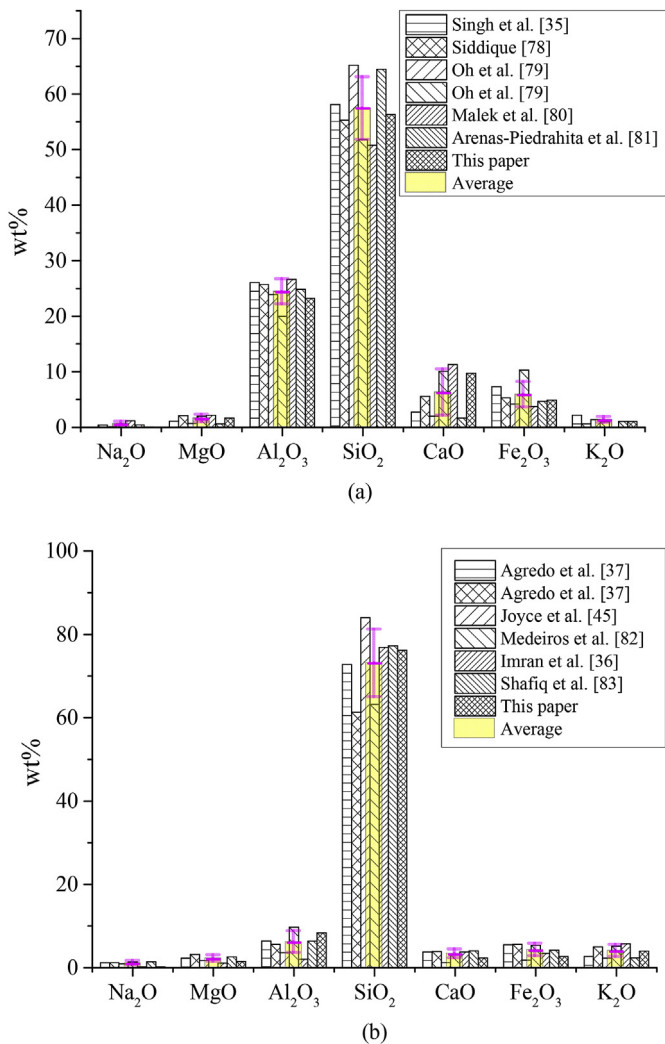 Singh et al. [35]
Siddique [78]
Oh et al. [79]
Oh et al. [79]
Malek et al. [80]
Arenas-Piedrahita et al. [81]
This paper
Average
wt%
70
60
50
40
30
20
10
0
Na₂O MgO Al₂O₃ SiO₂ CaO Fe₂O₃ K₂O
(a)
Agredo et al. [37]
Agredo et al. [37]
Joyce et al. [45]
Medeiros et al. [82]
Imran et al. [36]
Shafiq et al. [83]
This paper
Average
wt%
100
80
60
40
20
0
Na₂O MgO Al₂O₃ SiO₂ CaO Fe₂O₃ K₂O
(b)